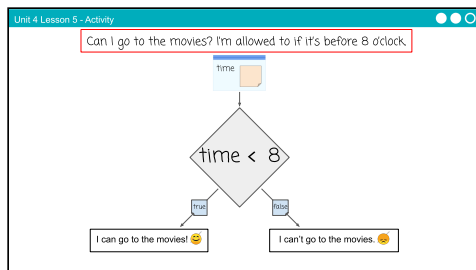 Unit 4 Lesson 5 - Activity
Can I go to the movies? I'm allowed to if it's before 8 o'clock.
time
time < 8
true
false
I can go to the movies! 😅
I can't go to the movies. 😞